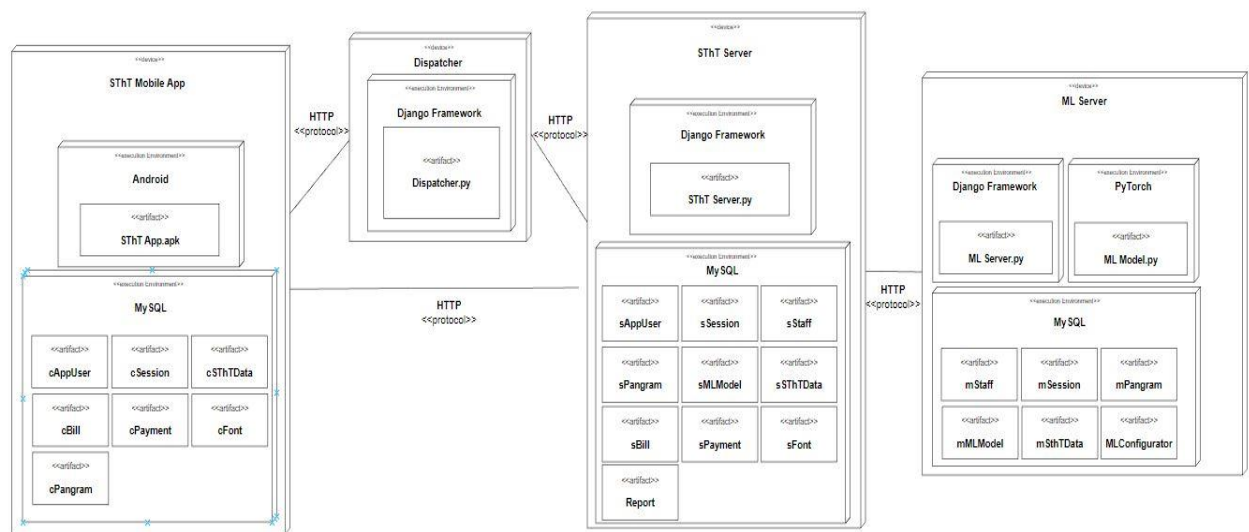 <<device>>
SThT Mobile App
<<execution Environment>>
Android
<<artifact>>
SThT App.apk
<<execution Environment>>
MySQL
<<artifact>> <<artifact>> <<artifact>>
cAppUser cSession cSThTData
<<artifact>> <<artifact>> <<artifact>>
cBill cPayment cFont
<<artifact>>
cPangram
HTTP
<<protocol>>
<<device>>
Dispatcher
<<execution Environment>>
Django Framework
<<artifact>>
Dispatcher.py
HTTP
<<protocol>>
HTTP
<<protocol>>
<<device>>
SThT Server
<<execution Environment>>
Django Framework
<<artifact>>
SThT Server.py
<<execution Environment>>
MySQL
<<artifact>> <<artifact>> <<artifact>>
sAppUser sSession sStaff
<<artifact>> <<artifact>> <<artifact>>
sPangram sMLModel sSThTData
<<artifact>> <<artifact>> <<artifact>>
sBill sPayment sFont
<<artifact>>
Report
HTTP
<<protocol>>
<<device>>
ML Server
<<execution Environment>>
Django Framework
<<artifact>>
ML Server.py
<<execution Environment>>
PyTorch
<<artifact>>
ML Model.py
<<execution Environment>>
MySQL
<<artifact>> <<artifact>> <<artifact>>
mStaff mSession mPangram
<<artifact>> <<artifact>> <<artifact>>
mMLModel mSthTData MLConfigurator